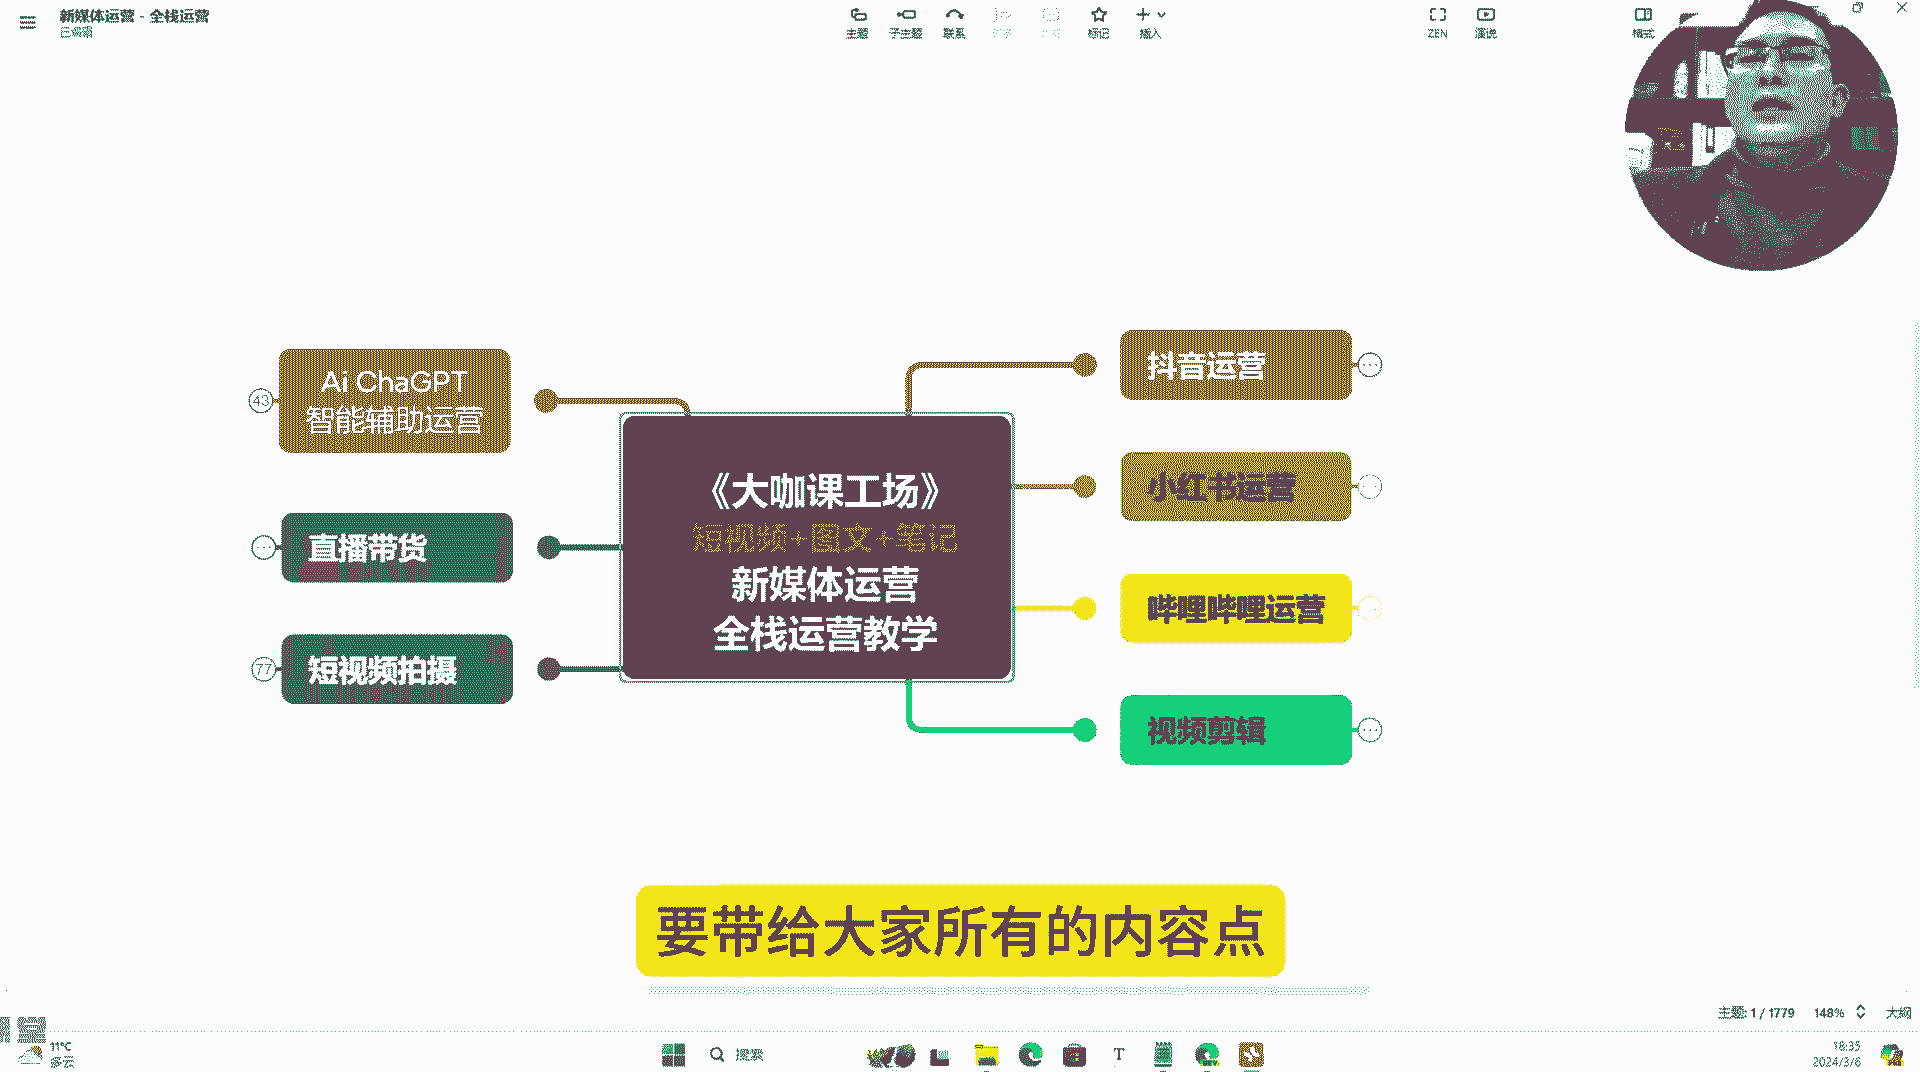 新媒体运营 - 全栈运营
已编辑
主题
子主题
联系
标记
插入
ZEN
演说
格式
43
Ai ChaGPT
智能辅助运营
直播带货
77
短视频拍摄
《大咖课工场》
短视频+图文+笔记
新媒体运营
全栈运营教学
抖音运营
小红书运营
哔哩哔哩运营
视频剪辑
要带给大家所有的内容点
主题: 1 / 1779
148%
大纲
11°C
多云
搜索
18:35
2024/3/6